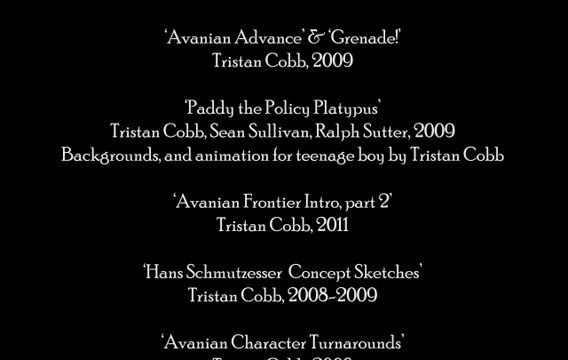 ‘Avanian Advance’ & ‘Grenade!’
Tristan Cobb, 2009
‘Paddy the Policy Platypus’
Tristan Cobb, Sean Sullivan, Ralph Sutter, 2009
Backgrounds, and animation for teenage boy by Tristan Cobb
‘Avanian Frontier Intro, part 2’
Tristan Cobb, 2011
‘Hans Schmutzesser Concept Sketches’
Tristan Cobb, 2008-2009
‘Avanian Character Turnarounds’